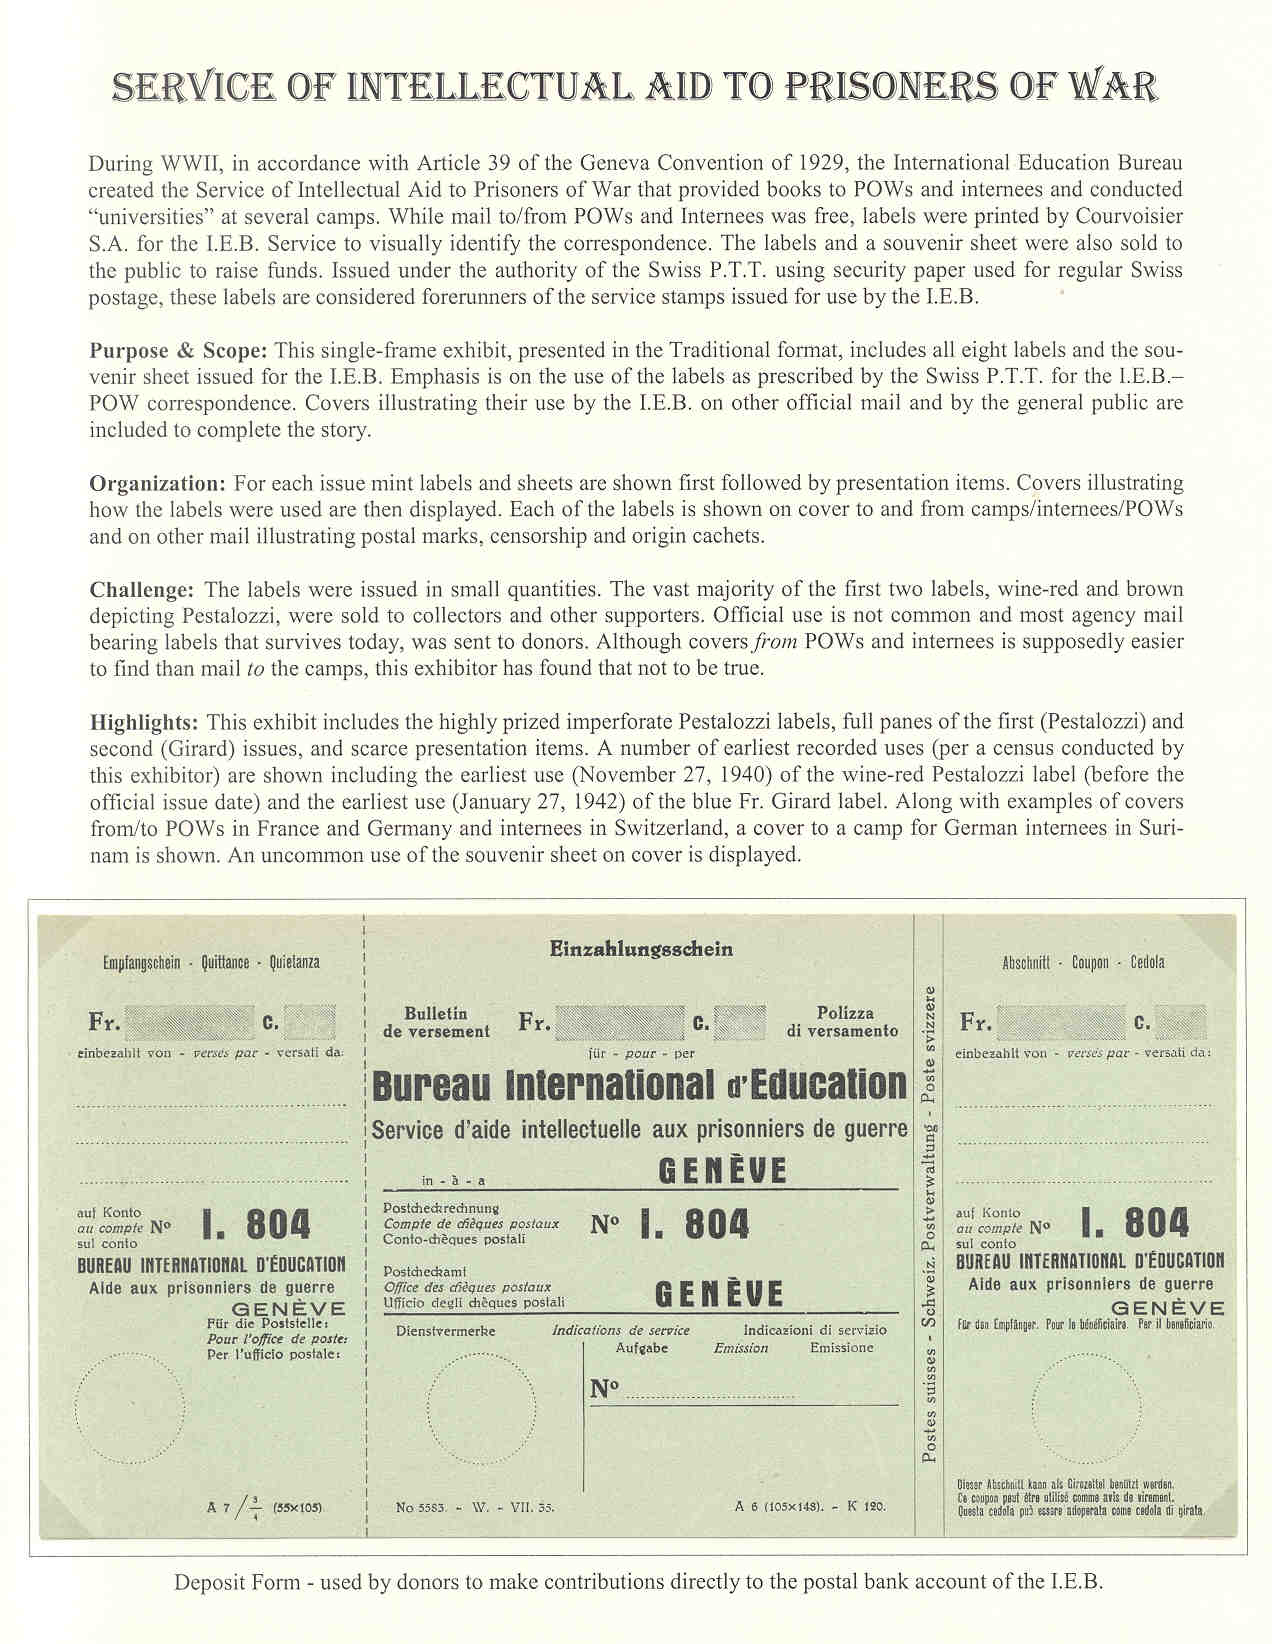 SERVICE OF INTELLECTUAL AID TO PRISONERS OF WAR
During WWII, in accordance with Article 39 of the Geneva Convention of 1929, the International Education Bureau
created the Service of Intellectual Aid to Prisoners of War that provided books to POWs and internees and conducted
“universities” at several camps. While mail to/from POWs and Internees was free, labels were printed by Courvoisier
S.A. for the I.E.B. Service to visually identify the correspondence. The labels and a souvenir sheet were also sold to
the public to raise funds. Issued under the authority of the Swiss P.T.T. using security paper used for regular Swiss
postage, these labels are considered forerunners of the service stamps issued for use by the I.E.B.
Purpose & Scope: This single-frame exhibit, presented in the Traditional format, includes all eight labels and the sou-
venir sheet issued for the I.E.B. Emphasis is on the use of the labels as prescribed by the Swiss P.T.T. for the I.E.B.–
POW correspondence. Covers illustrating their use by the I.E.B. on other official mail and by the general public are
included to complete the story.
Organization: For each issue mint labels and sheets are shown first followed by presentation items. Covers illustrating
how the labels were used are then displayed. Each of the labels is shown on cover to and from camps/internees/POWs
and on other mail illustrating postal marks, censorship and origin cachets.
Challenge: The labels were issued in small quantities. The vast majority of the first two labels, wine-red and brown
depicting Pestalozzi, were sold to collectors and other supporters. Official use is not common and most agency mail
bearing labels that survives today, was sent to donors. Although covers from POWs and internees is supposedly easier
to find than mail to the camps, this exhibitor has found that not to be true.
Highlights: This exhibit includes the highly prized imperforate Pestalozzi labels, full panes of the first (Pestalozzi) and
second (Girard) issues, and scarce presentation items. A number of earliest recorded uses (per a census conducted by
this exhibitor) are shown including the earliest use (November 27, 1940) of the wine-red Pestalozzi label (before the
official issue date) and the earliest use (January 27, 1942) of the blue Fr. Girard label. Along with examples of covers
from/to POWs in France and Germany and internees in Switzerland, a cover to a camp for German internees in Suri-
nam is shown. An uncommon use of the souvenir sheet on cover is displayed.
Empfangschein - Quittance - Quietanza
Fr. c.
einbezahlt von - versés par - versati da:
auf Konto
au compte No I. 804
sul conto
BUREAU INTERNATIONAL D'ÉDUCATION
Aide aux prisonniers de guerre
GENÈVE
Für die Poststelle:
Pour l'office de poste:
Per l'ufficio postale:
A 7 / 3/4 (55×105)
Einzahlungsschein
Bulletin
de versement
Fr. c.
Polizza
di versamento
für - pour - per
Bureau International d'Education
Service d'aide intellectuelle aux prisonniers de guerre
in - à - a GENÈVE
Postcheckrechnung
Compte de chèques postaux No I. 804
Conto-chèques postali
Postcheckamt
Office des chèques postaux GENÈVE
Ufficio degli chèques postali
Dienstvermerke Indications de service Indicazioni di servizio
Aufgabe Emission Emissione
No
No 5583. - W. - VII. 35.
A 6 (105×148). - K 120.
Postes suisses - Schweiz. Postverwaltung - Poste svizzere
Abschnitt - Coupon - Cedola
Fr. c.
einbezahlt von - versés par - versati da:
auf Konto
au compte No I. 804
sul conto
BUREAU INTERNATIONAL D'ÉDUCATION
Aide aux prisonniers de guerre
GENÈVE
Für den Empfänger. Pour le bénéficiaire. Per il beneficiario.
Dieser Abschnitt kann als Girozettel benützt werden.
Ce coupon peut être utilisé comme avis de virement.
Questa cedola può essere adoperata come cedola di girata.
Deposit Form - used by donors to make contributions directly to the postal bank account of the I.E.B.